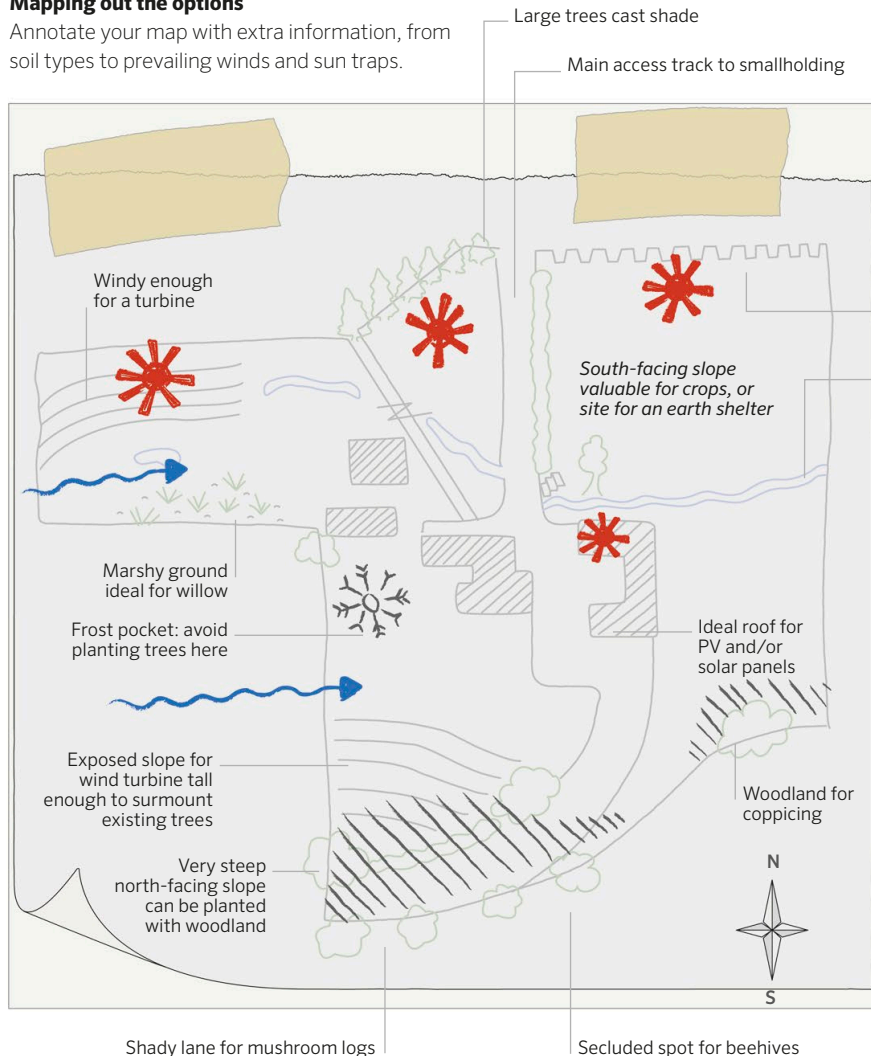 Mapping out the options
Annotate your map with extra information, from
soil types to prevailing winds and sun traps.
Large trees cast shade
Main access track to smallholding
Windy enough
for a turbine
South-facing slope
valuable for crops, or
site for an earth shelter
Marshy ground
ideal for willow
Frost pocket: avoid
planting trees here
Ideal roof for
PV and/or
solar panels
Exposed slope for
wind turbine tall
enough to surmount
existing trees
Woodland for
coppicing
Very steep
north-facing slope
can be planted
with woodland
N
S
Shady lane for mushroom logs
Secluded spot for beehives